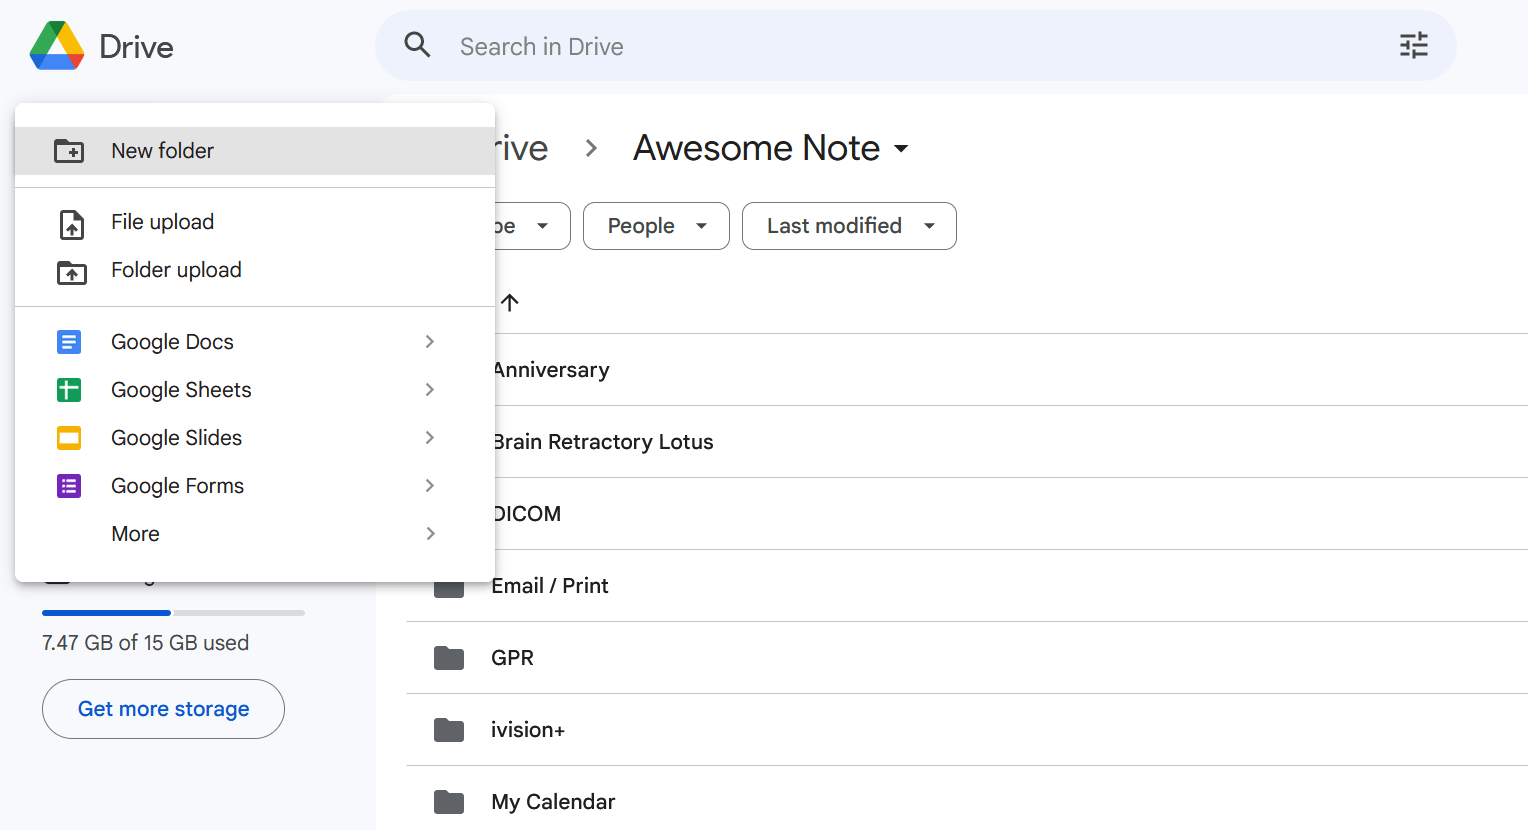 Drive
Search in Drive
New folder
File upload
Folder upload
Google Docs
Google Sheets
Google Slides
Google Forms
More
7.47 GB of 15 GB used
Get more storage
Awesome Note
People
Last modified
Anniversary
Brain Retractory Lotus
DICOM
Email / Print
GPR
ivision+
My Calendar